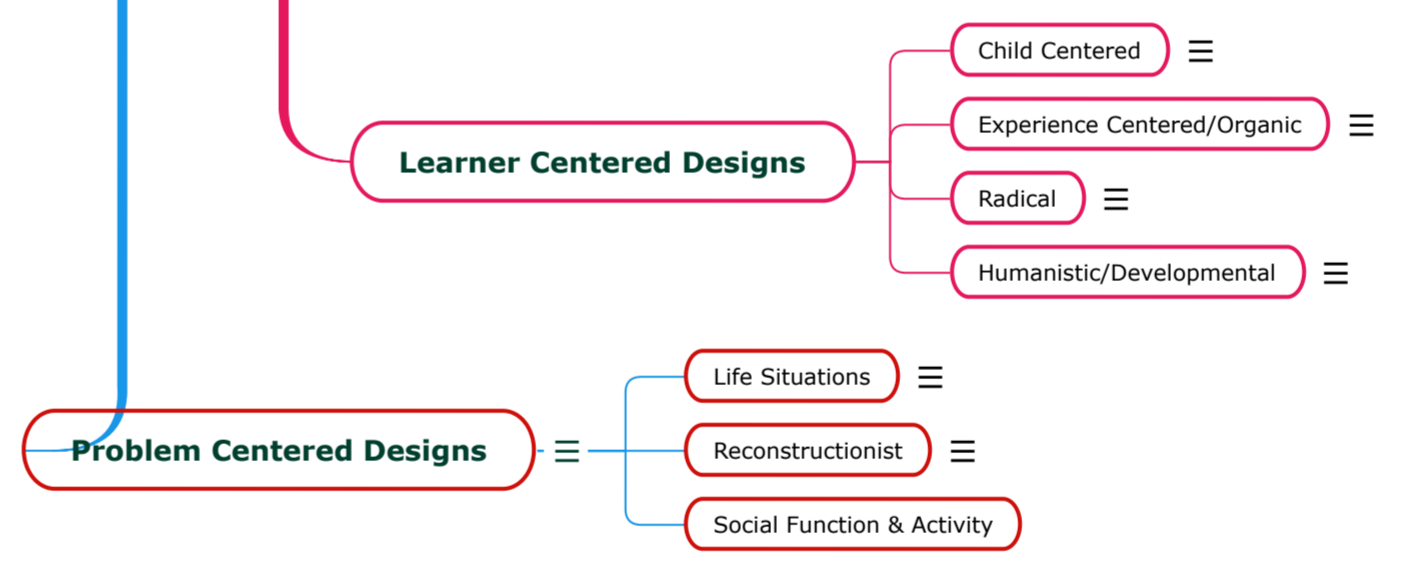 Child Centered
Experience Centered/Organic
Learner Centered Designs
Radical
Humanistic/Developmental
Life Situations
Problem Centered Designs
Reconstructionist
Social Function & Activity